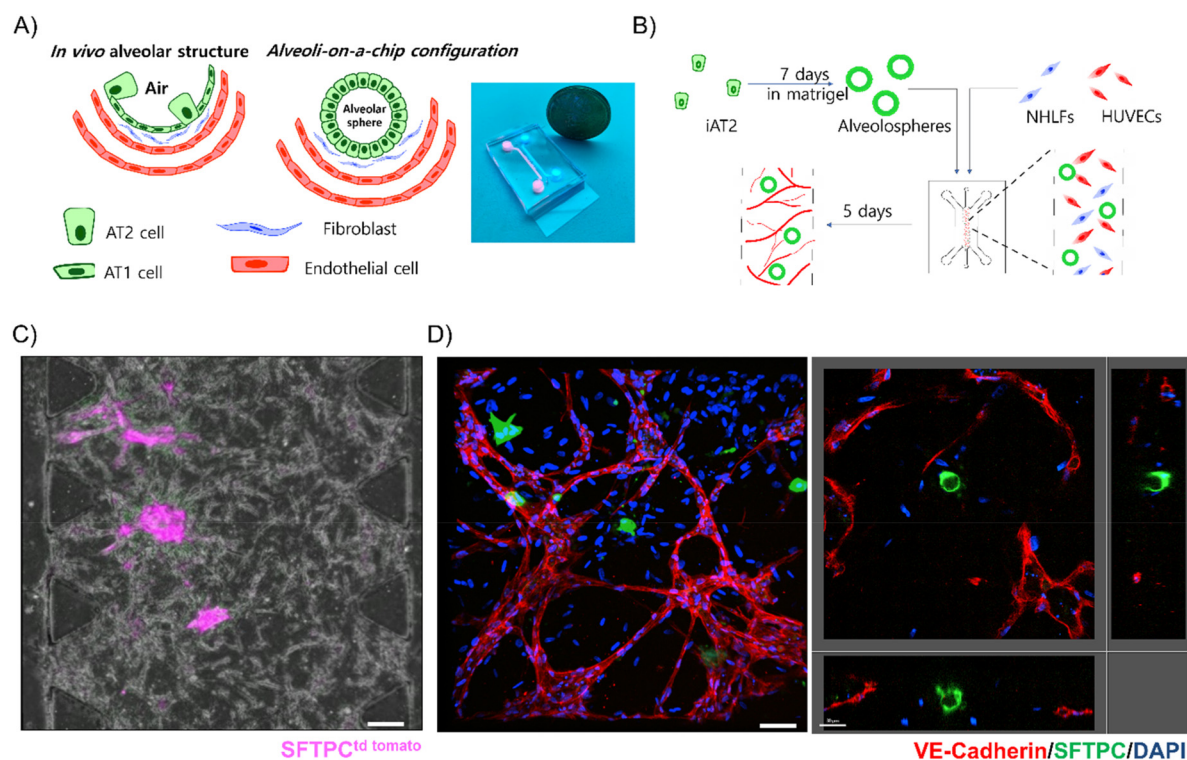 A)
In vivo alveolar structure
Air
Alveoli-on-a-chip configuration
Alveolar
sphere
AT2 cell
AT1 cell
Fibroblast
Endothelial cell
B)
iAT2
7 days
in matrigel
Alveolospheres
NHLFs
HUVECs
5 days
C)
SFTPCtd tomato
D)
VE-Cadherin/SFTPC/DAPI